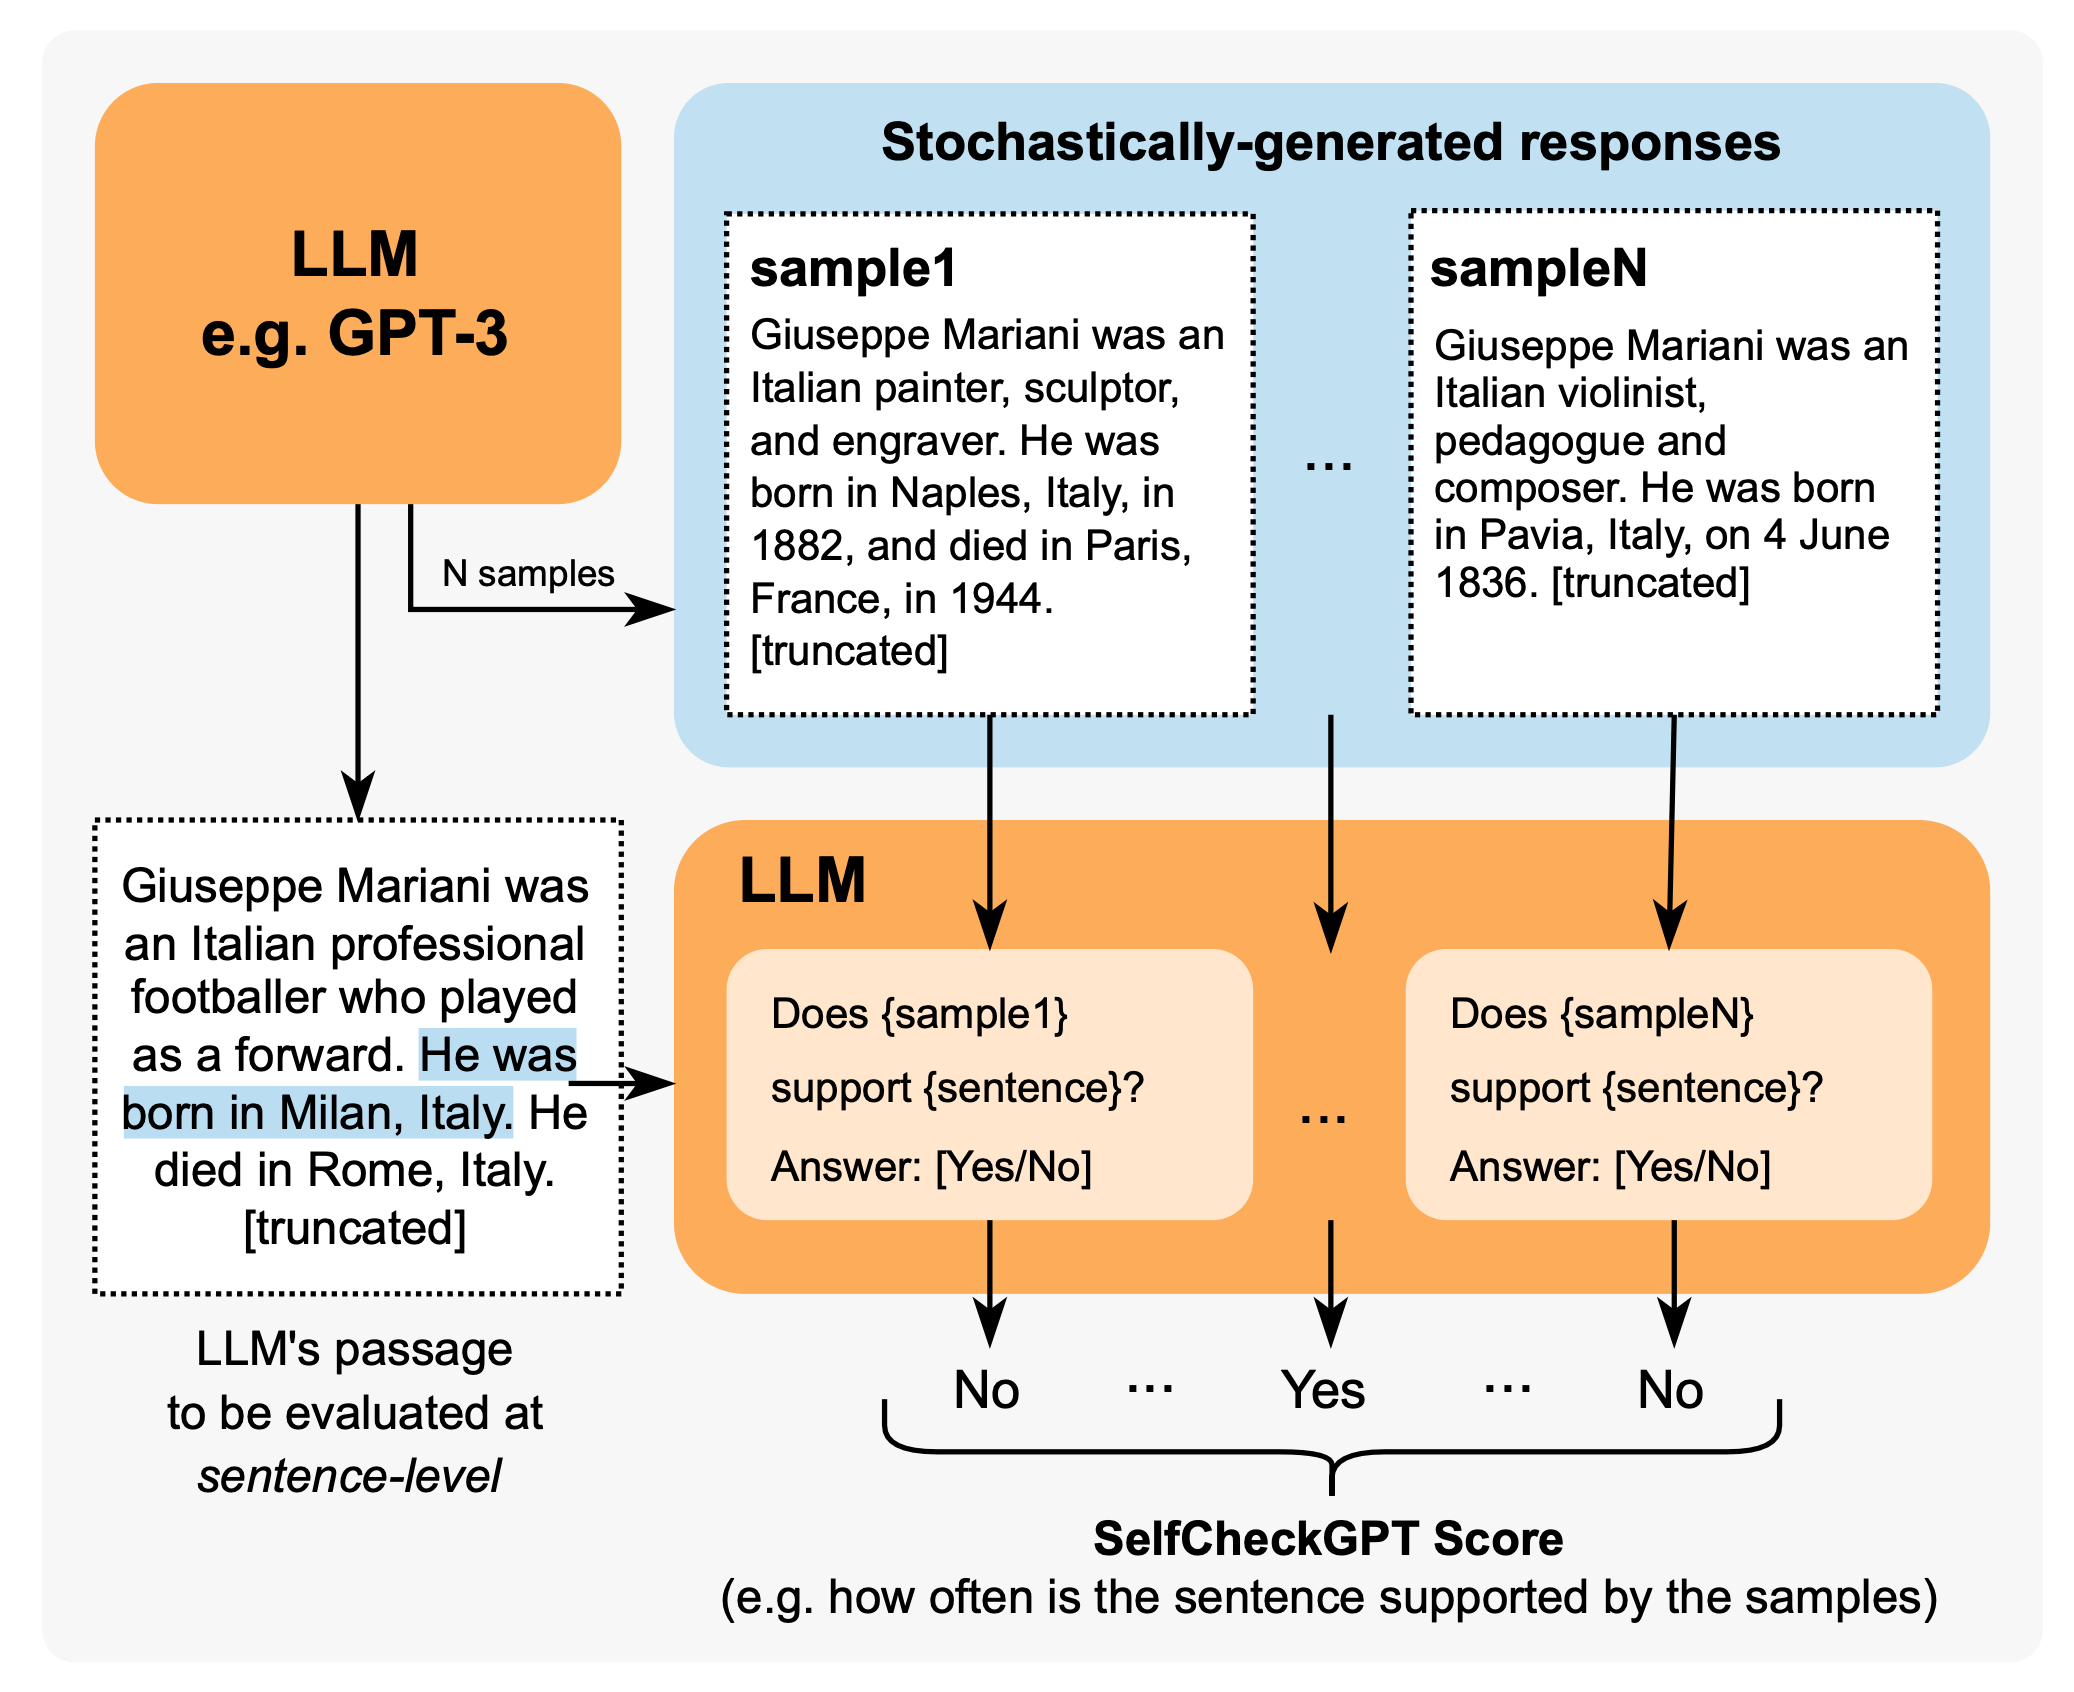 LLM
e.g. GPT-3
N samples
Stochastically-generated responses
sample1
Giuseppe Mariani was an
Italian painter, sculptor,
and engraver. He was
born in Naples, Italy, in
1882, and died in Paris,
France, in 1944.
[truncated]
...
sampleN
Giuseppe Mariani was an
Italian violinist,
pedagogue and
composer. He was born
in Pavia, Italy, on 4 June
1836. [truncated]
Giuseppe Mariani was
an Italian professional
footballer who played
as a forward. He was
born in Milan, Italy. He
died in Rome, Italy.
[truncated]
LLM's passage
to be evaluated at
sentence-level
LLM
Does {sample1}
support {sentence}?
Answer: [Yes/No]
...
Does {sampleN}
support {sentence}?
Answer: [Yes/No]
No ... Yes ... No
SelfCheckGPT Score
(e.g. how often is the sentence supported by the samples)